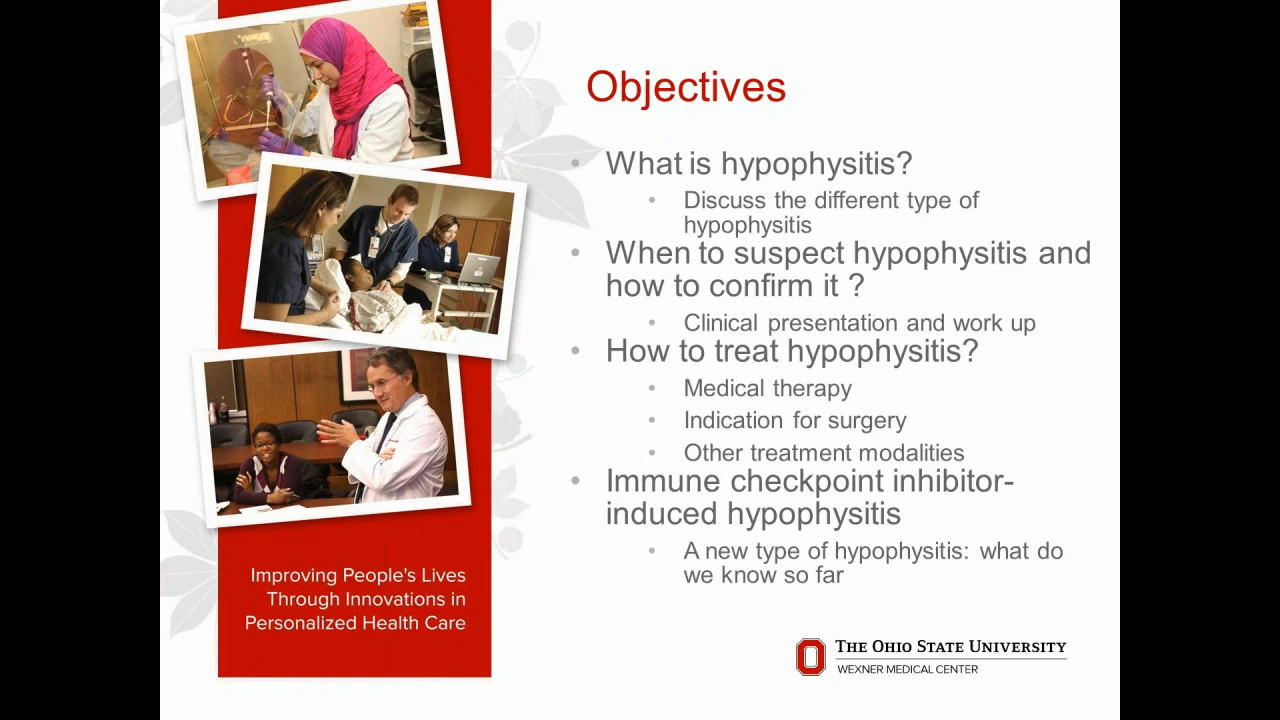 Objectives
• What is hypophysitis?
• Discuss the different type of
hypophysitis
• When to suspect hypophysitis and
how to confirm it ?
• Clinical presentation and work up
• How to treat hypophysitis?
• Medical therapy
• Indication for surgery
• Other treatment modalities
• Immune checkpoint inhibitor-
induced hypophysitis
• A new type of hypophysitis: what do
we know so far
Improving People's Lives
Through Innovations in
Personalized Health Care
THE OHIO STATE UNIVERSITY
WEXNER MEDICAL CENTER